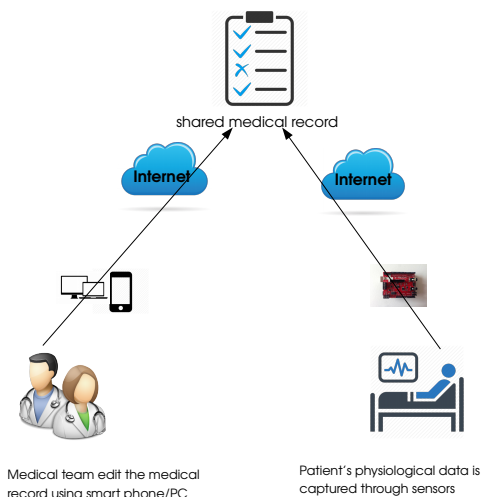 shared medical record
Internet
Internet
Medical team edit the medical
record using smart phone/PC
Patient's physiological data is
captured through sensors